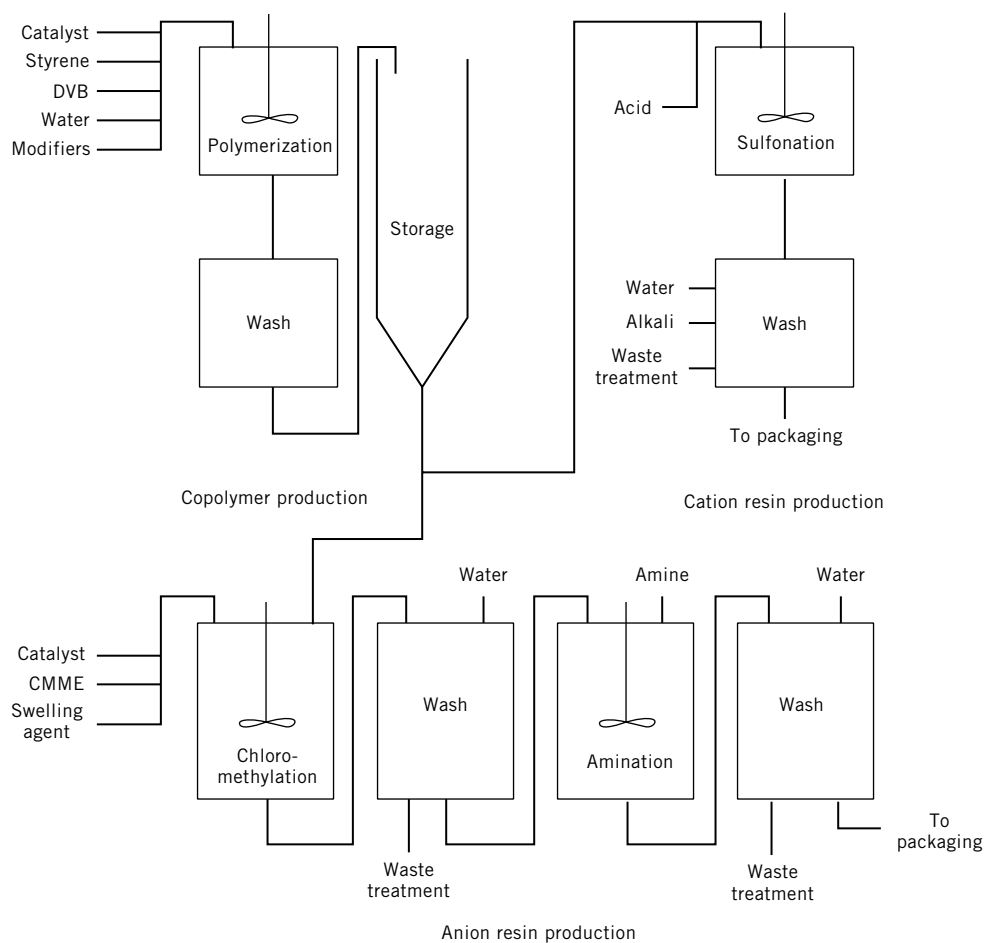 Catalyst
Styrene
DVB
Water
Modifiers
Polymerization
Wash
Storage
Copolymer production
Acid
Sulfonation
Water
Alkali
Waste
treatment
Wash
To packaging
Cation resin production
Catalyst
CMME
Swelling
agent
Chloro-
methylation
Water
Wash
Waste
treatment
Amine
Amination
Water
Wash
Waste
treatment
To
packaging
Anion resin production